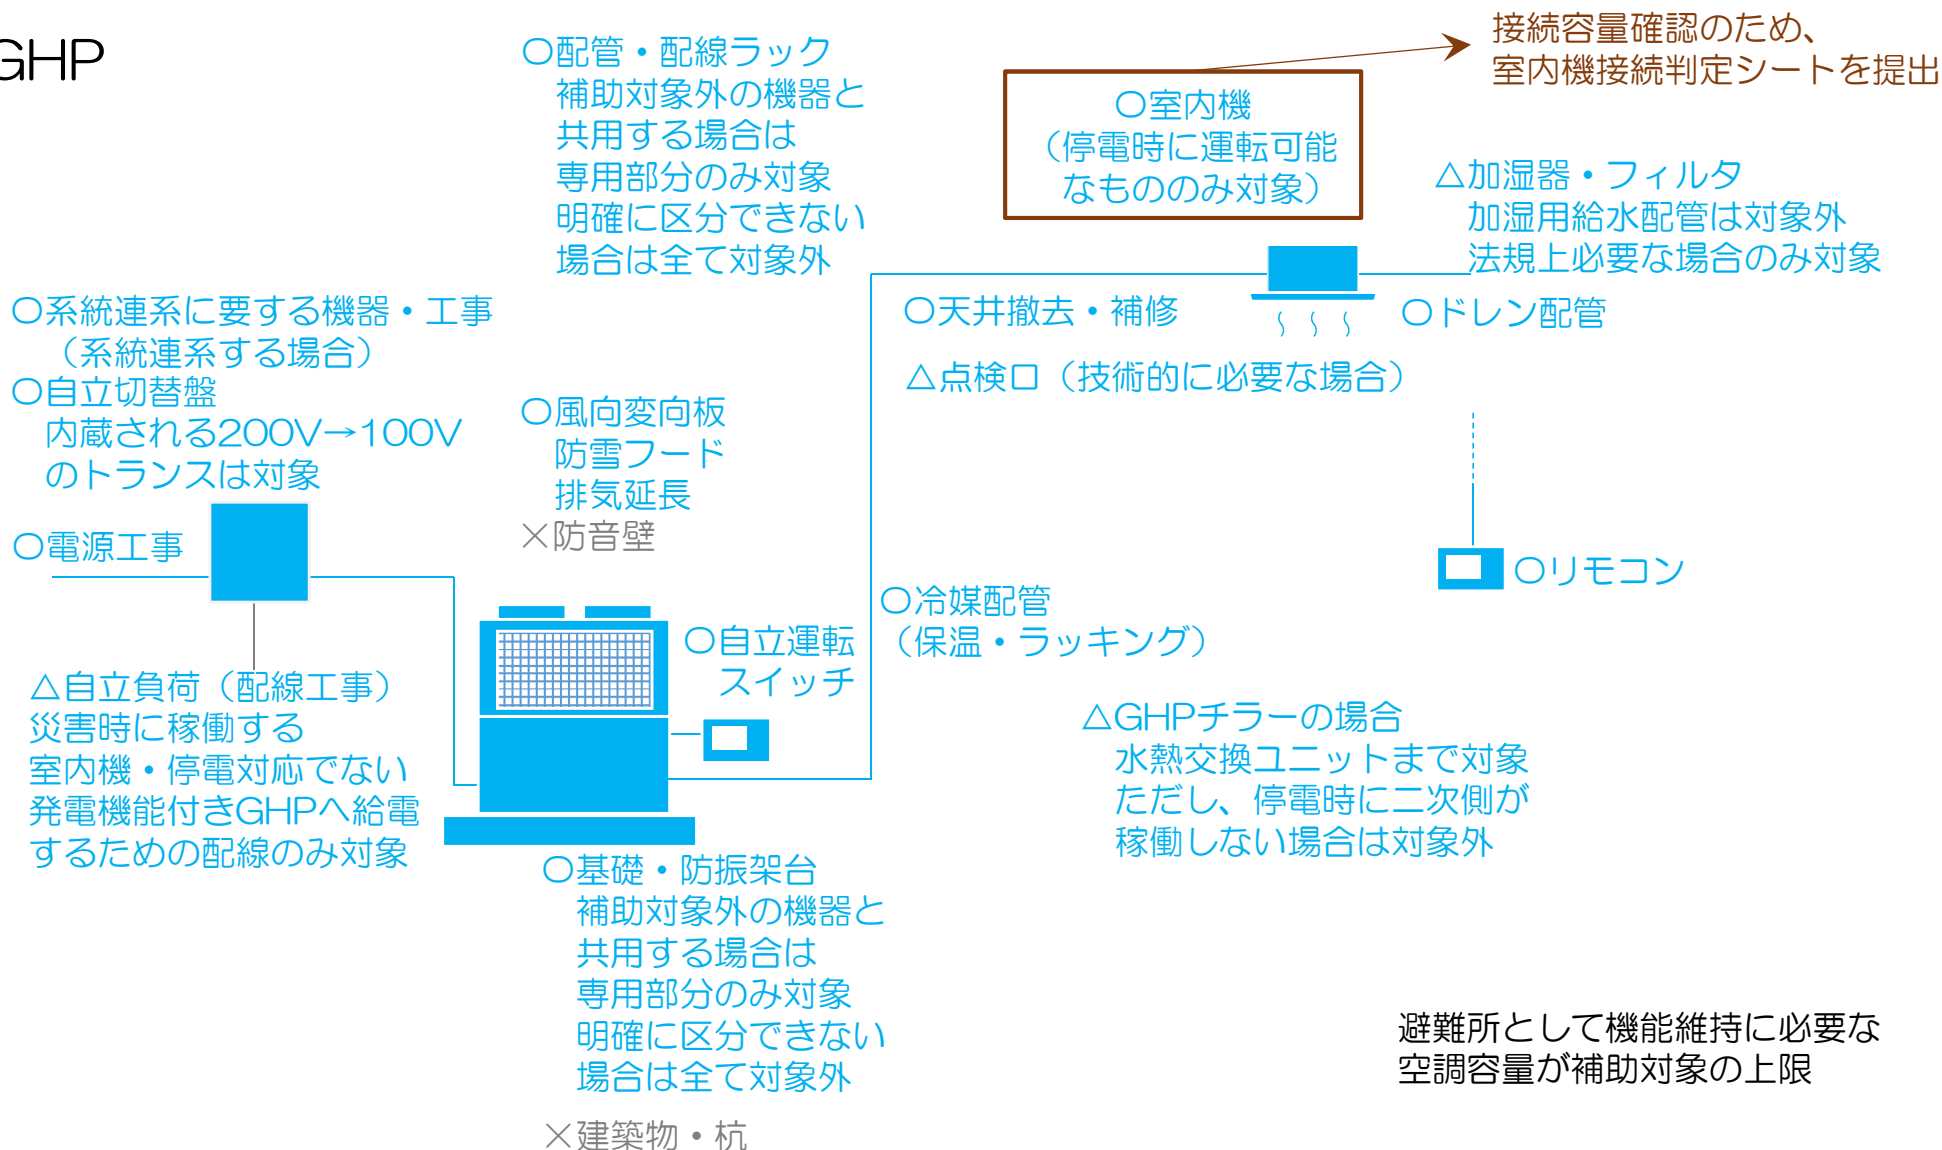 GHP
〇配管・配線ラック
補助対象外の機器と
共用する場合は
専用部分のみ対象
明確に区分できない
場合は全て対象外
接続容量確認のため、
室内機接続判定シートを提出
〇室内機
（停電時に運転可能
なもののみ対象）
△加湿器・フィルタ
加湿用給水配管は対象外
法規上必要な場合のみ対象
〇系統連系に要する機器・工事
（系統連系する場合）
〇自立切替盤
内蔵される200V→100V
のトランスは対象
〇天井撤去・補修
〇ドレン配管
△点検口（技術的に必要な場合）
〇風向変向板
防雪フード
排気延長
×防音壁
〇電源工事
〇リモコン
〇冷媒配管
（保温・ラッキング）
〇自立運転
スイッチ
△自立負荷（配線工事）
災害時に稼働する
室内機・停電対応でない
発電機能付きGHPへ給電
するための配線のみ対象
△GHPチラーの場合
水熱交換ユニットまで対象
ただし、停電時に二次側が
稼働しない場合は対象外
〇基礎・防振架台
補助対象外の機器と
共用する場合は
専用部分のみ対象
明確に区分できない
場合は全て対象外
×建築物・杭
避難所として機能維持に必要な
空調容量が補助対象の上限